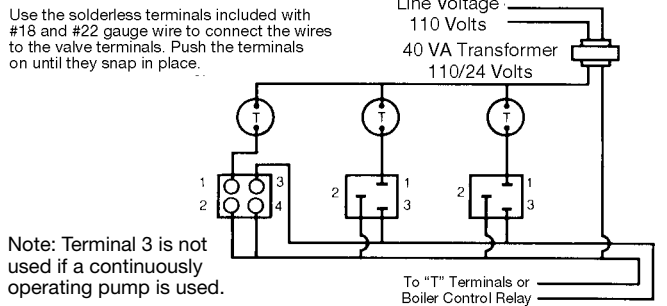 Use the solderless terminals included with
#18 and #22 gauge wire to connect the wires
to the valve terminals. Push the terminals
on until they snap in place.
Line Voltage
110 Volts
40 VA Transformer
110/24 Volts
T
T
T
1
3
2
4
2
1
3
2
1
3
Note: Terminal 3 is not
used if a continuously
operating pump is used.
To "T" Terminals or
Boiler Control Relay